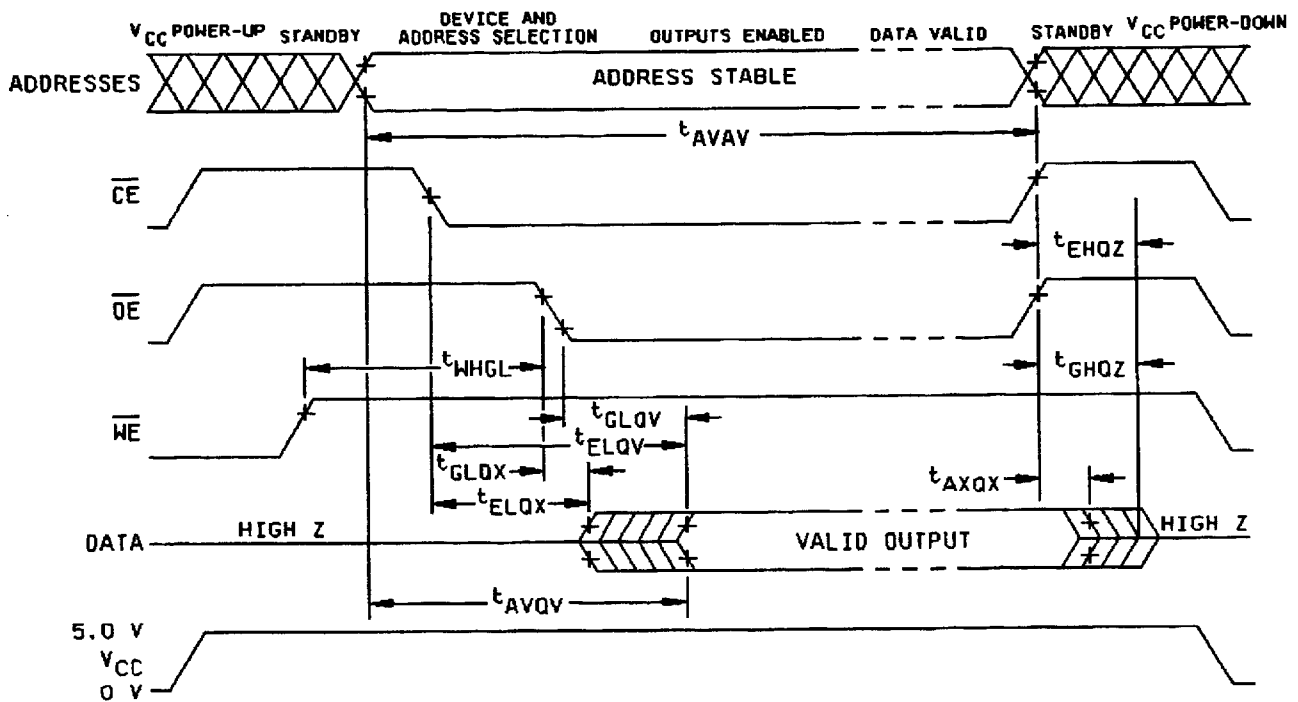 VCC POWER-UP STANDBY DEVICE AND ADDRESS SELECTION OUTPUTS ENABLED DATA VALID STANDBY VCC POWER-DOWN
ADDRESSES ADDRESS STABLE
tAVAV
CE
tEHQZ
OE
tWHGL tGHQZ
WE
tGLQV
tELQV
tGLQX tAXQX
tELQX
DATA HIGH Z VALID OUTPUT HIGH Z
tAVQV
5.0 V
VCC
0 V